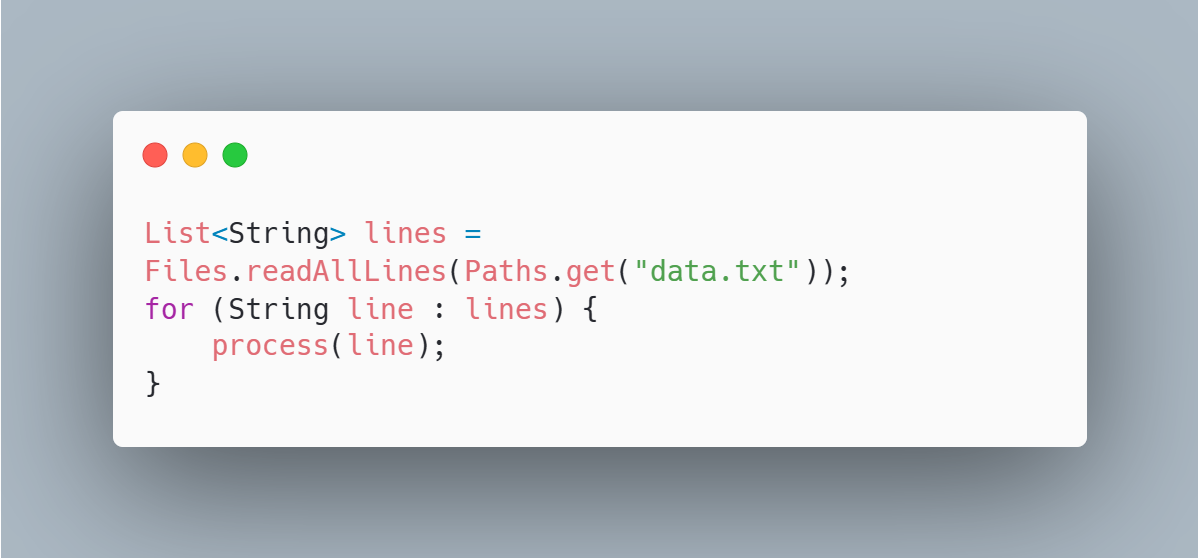 List<String> lines =
Files.readAllLines(Paths.get("data.txt"));
for (String line : lines) {
    process(line);
}